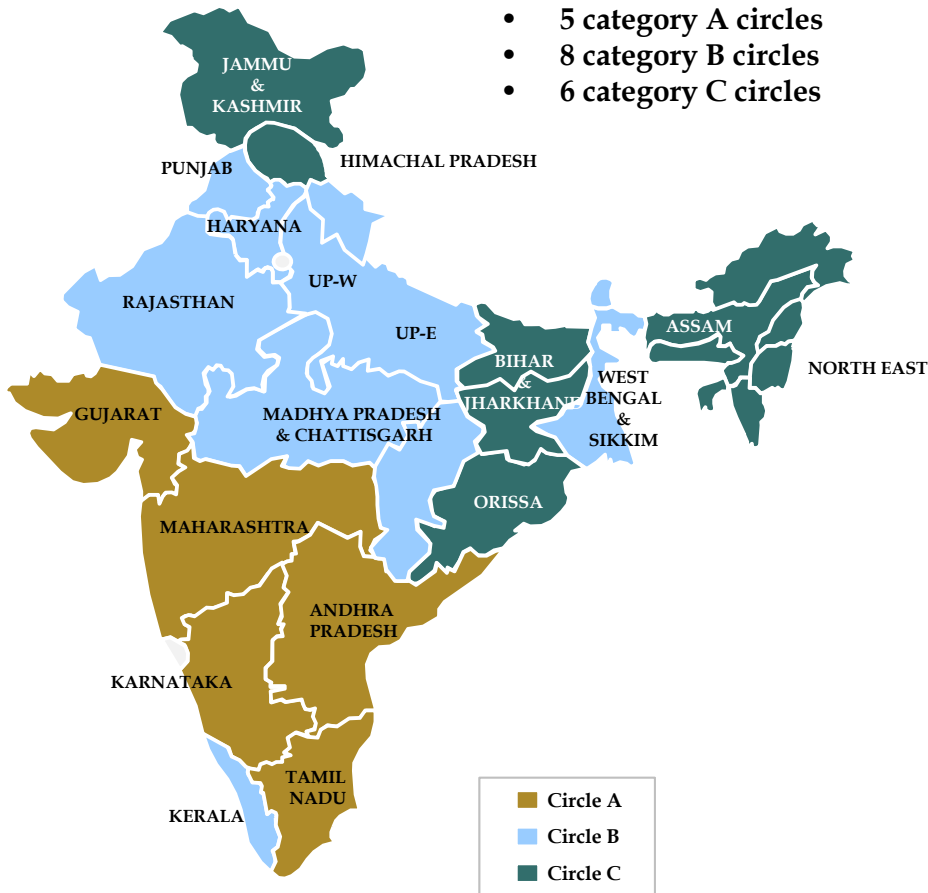 • 5 category A circles
• 8 category B circles
• 6 category C circles
JAMMU
&
KASHMIR
HIMACHAL PRADESH
PUNJAB
HARYANA
UP-W
RAJASTHAN
UP-E
ASSAM
BIHAR
&
JHARKHAND
NORTH EAST
WEST
BENGAL
&
SIKKIM
GUJARAT
MADHYA PRADESH
& CHATTISGARH
ORISSA
MAHARASHTRA
ANDHRA
PRADESH
KARNATAKA
TAMIL
NADU
KERALA
Circle A
Circle B
Circle C